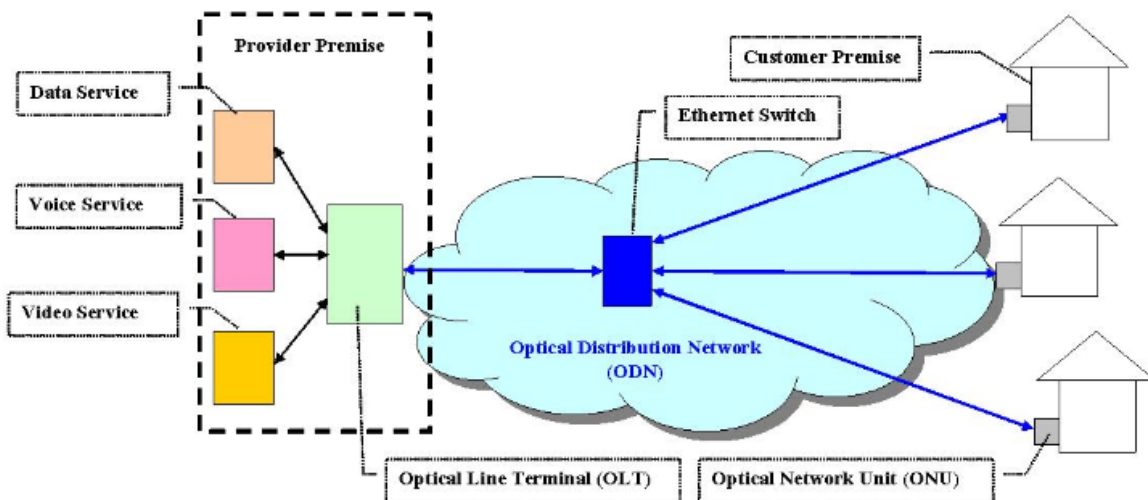 Provider Premise
Customer Premise
Data Service
Ethernet Switch
Voice Service
Video Service
Optical Distribution Network
(ODN)
Optical Line Terminal (OLT)
Optical Network Unit (ONU)